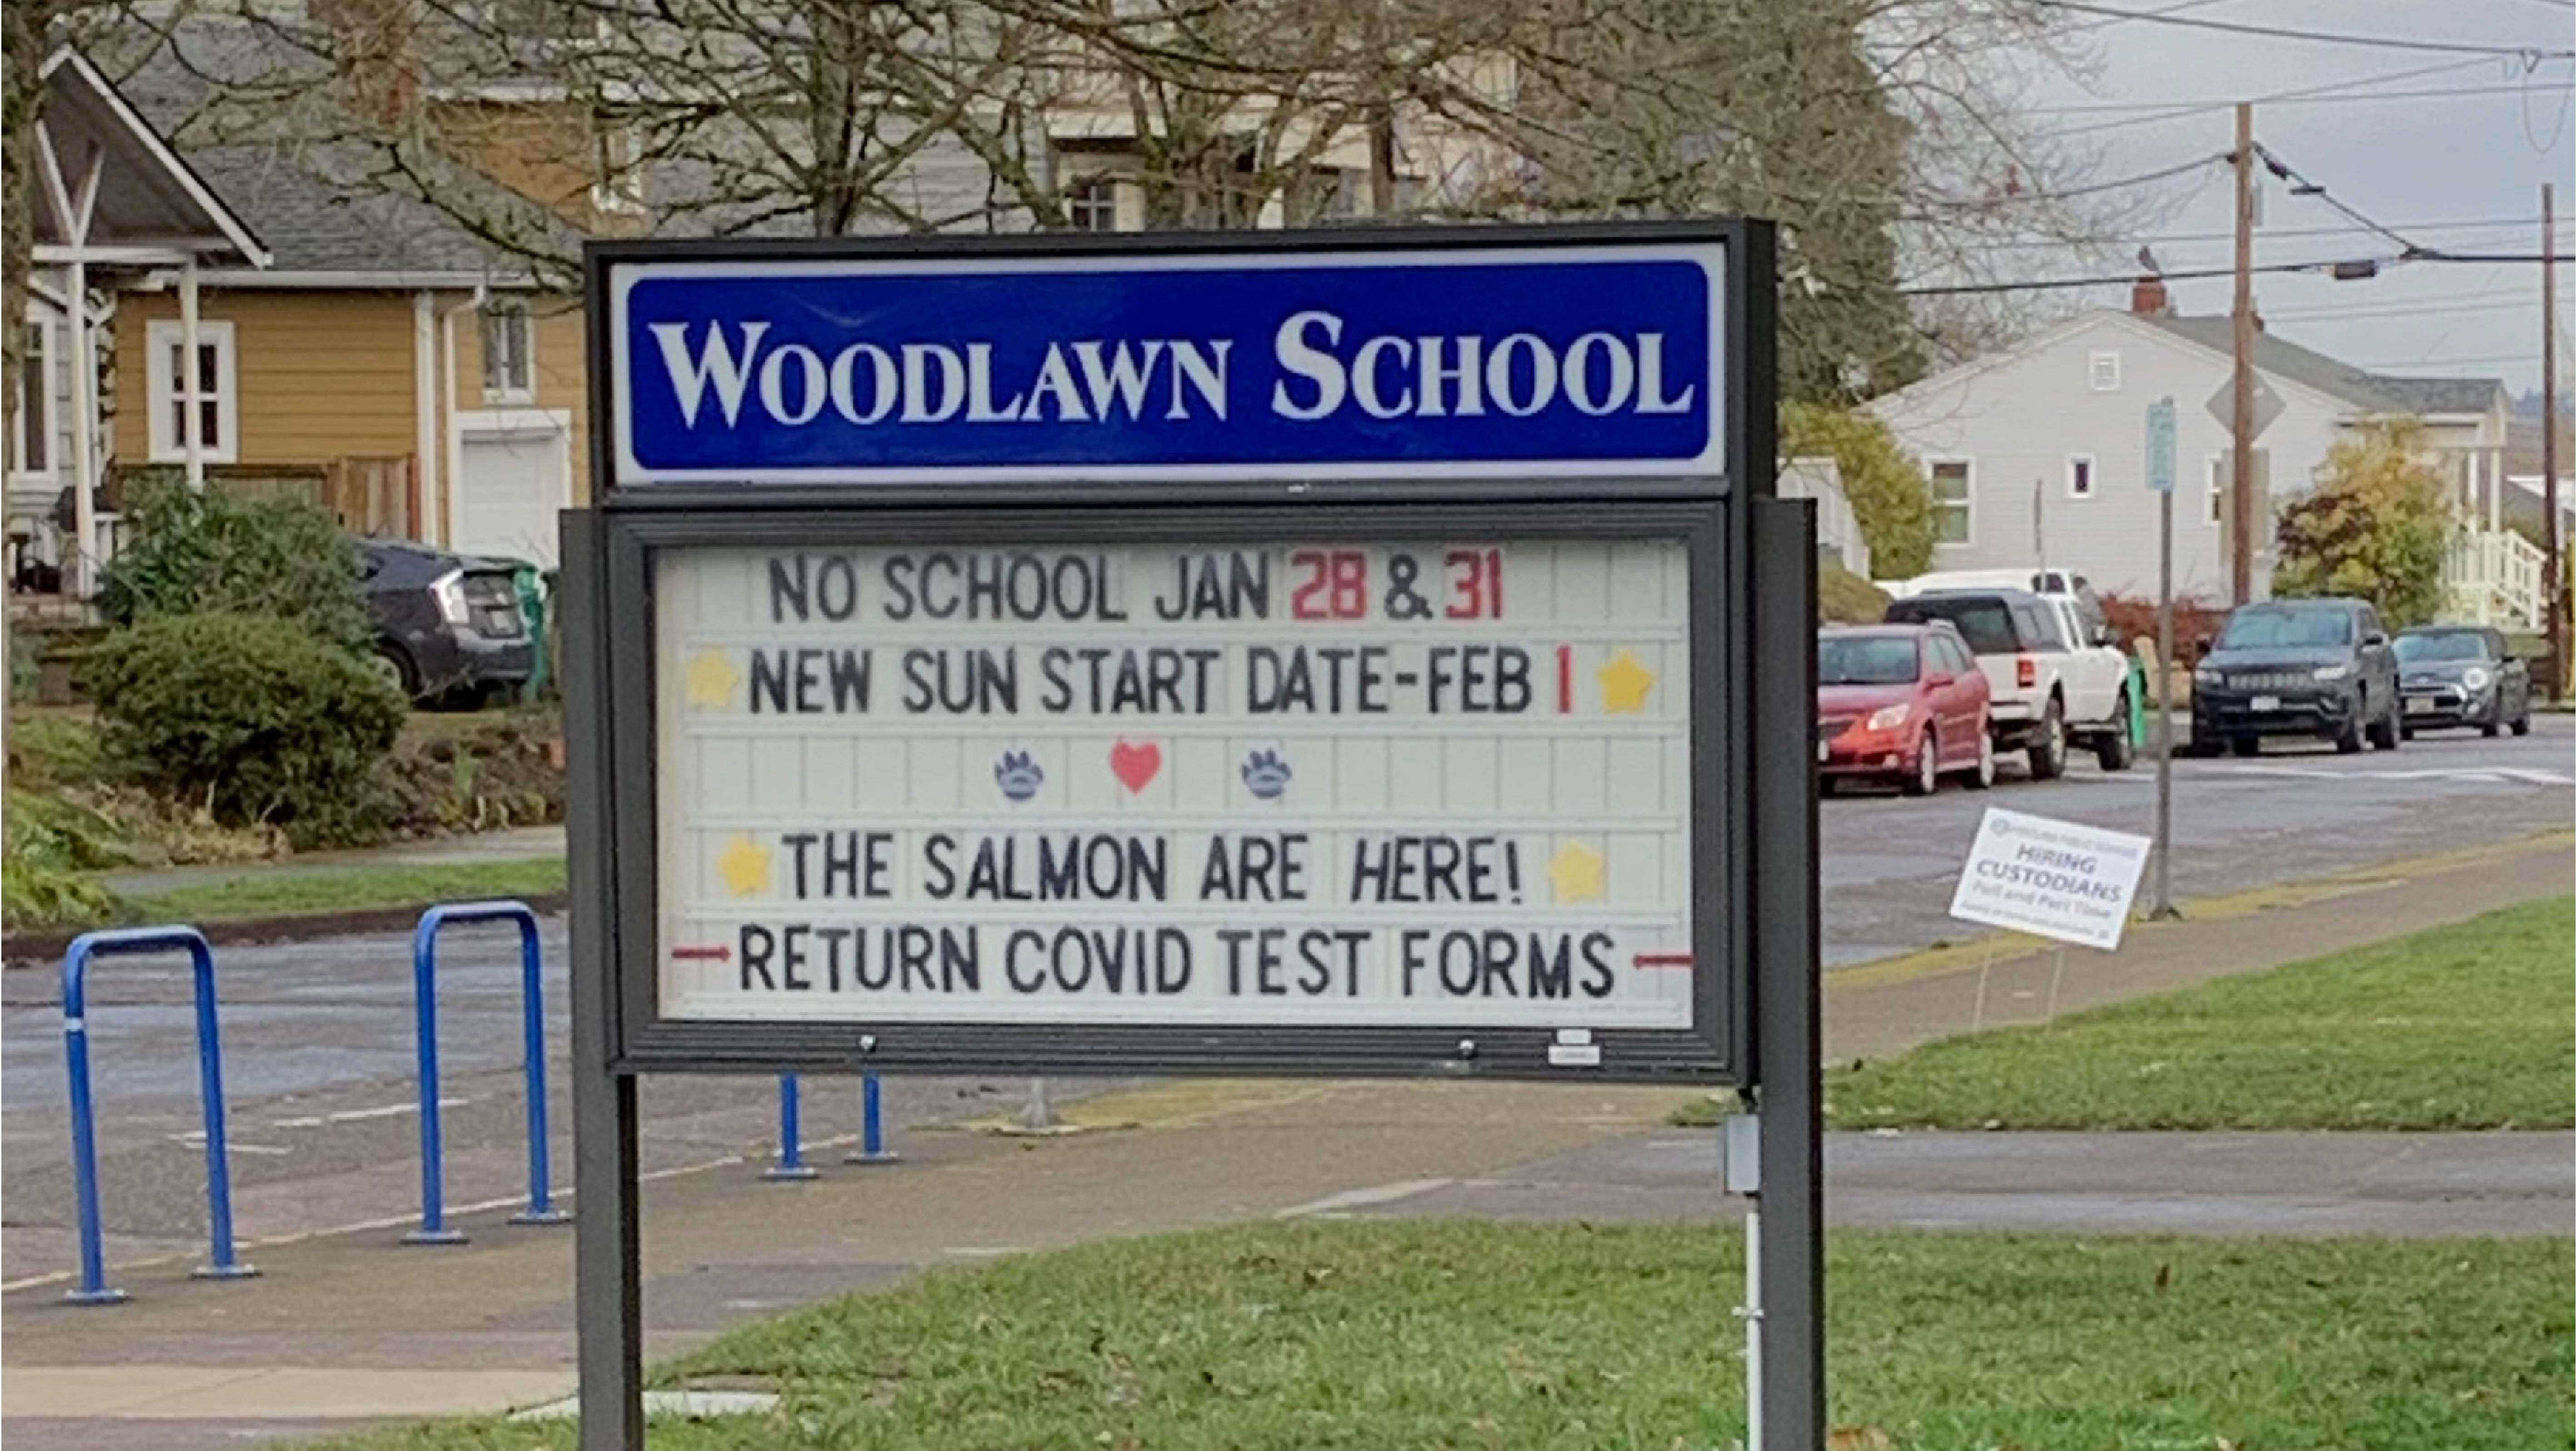 WOODLAWN SCHOOL
NO SCHOOL JAN 28 & 31
NEW SUN START DATE-FEB 1
THE SALMON ARE HERE!
RETURN COVID TEST FORMS
HIRING
CUSTODIANS
Full and Part Time